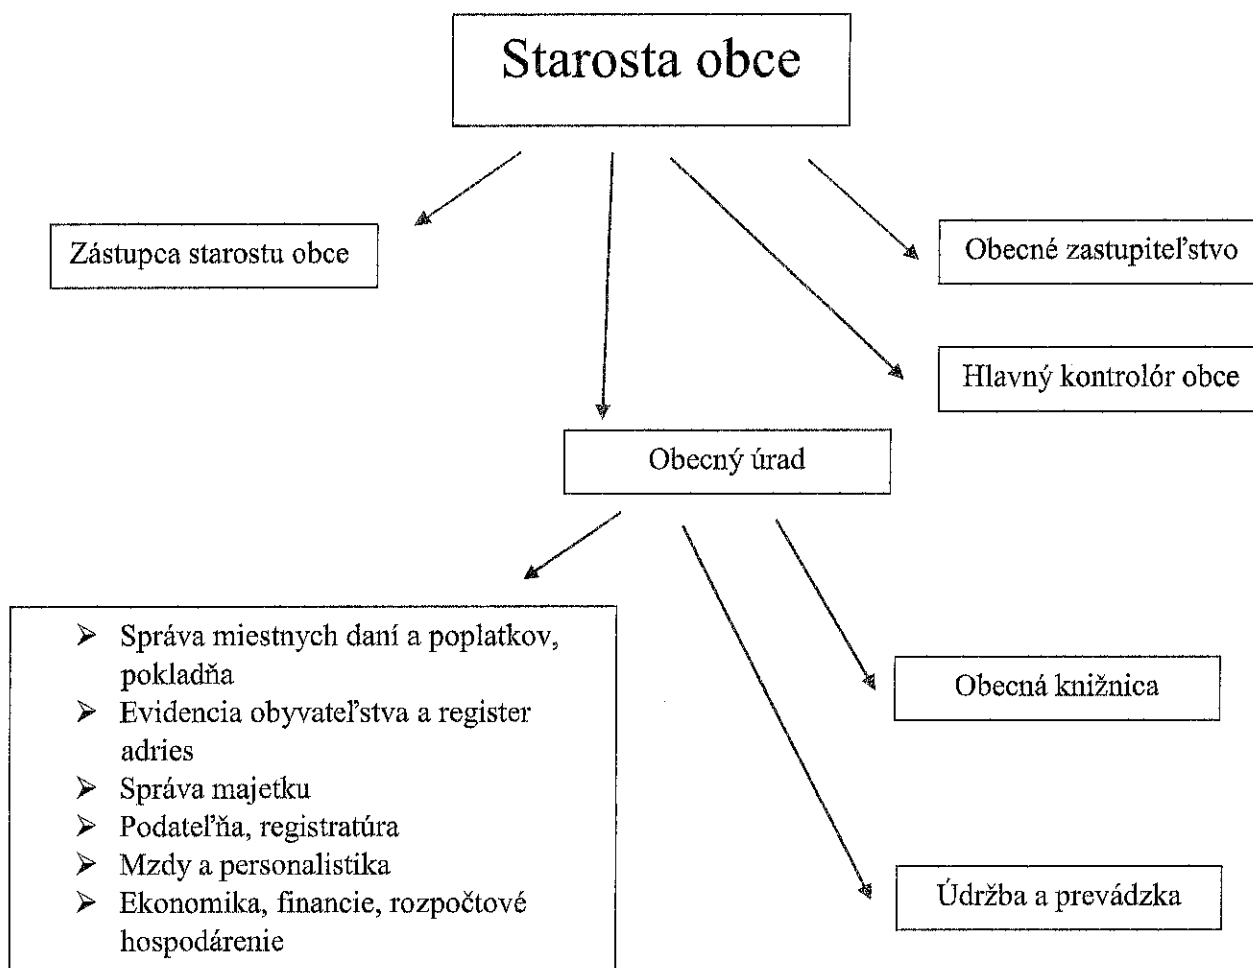 Starosta obce
Zástupca starostu obce
Obecné zastupiteľstvo
Hlavný kontrolór obce
Obecný úrad
➢ Správa miestnych daní a poplatkov,
pokladňa
➢ Evidencia obyvateľstva a register
adries
➢ Správa majetku
➢ Podateľňa, registratúra
➢ Mzdy a personalistika
➢ Ekonomika, financie, rozpočtové
hospodárenie
Obecná knižnica
Údržba a prevádzka